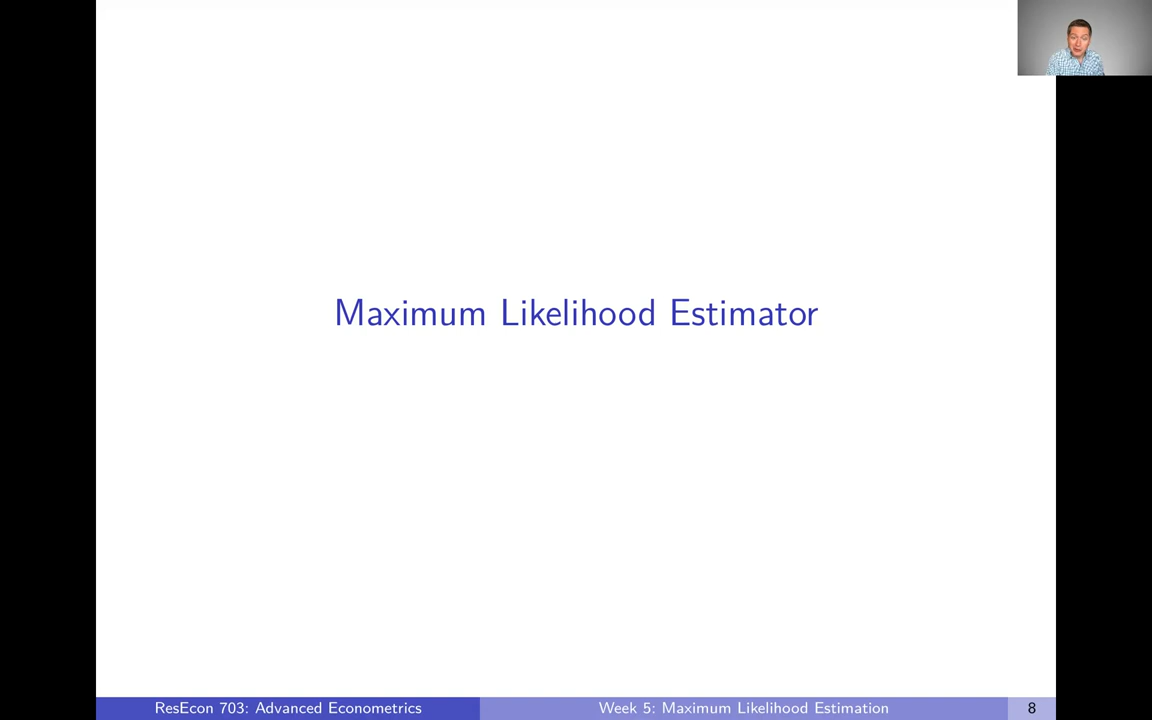 Maximum Likelihood Estimator
ResEcon 703: Advanced Econometrics
Week 5: Maximum Likelihood Estimation
8